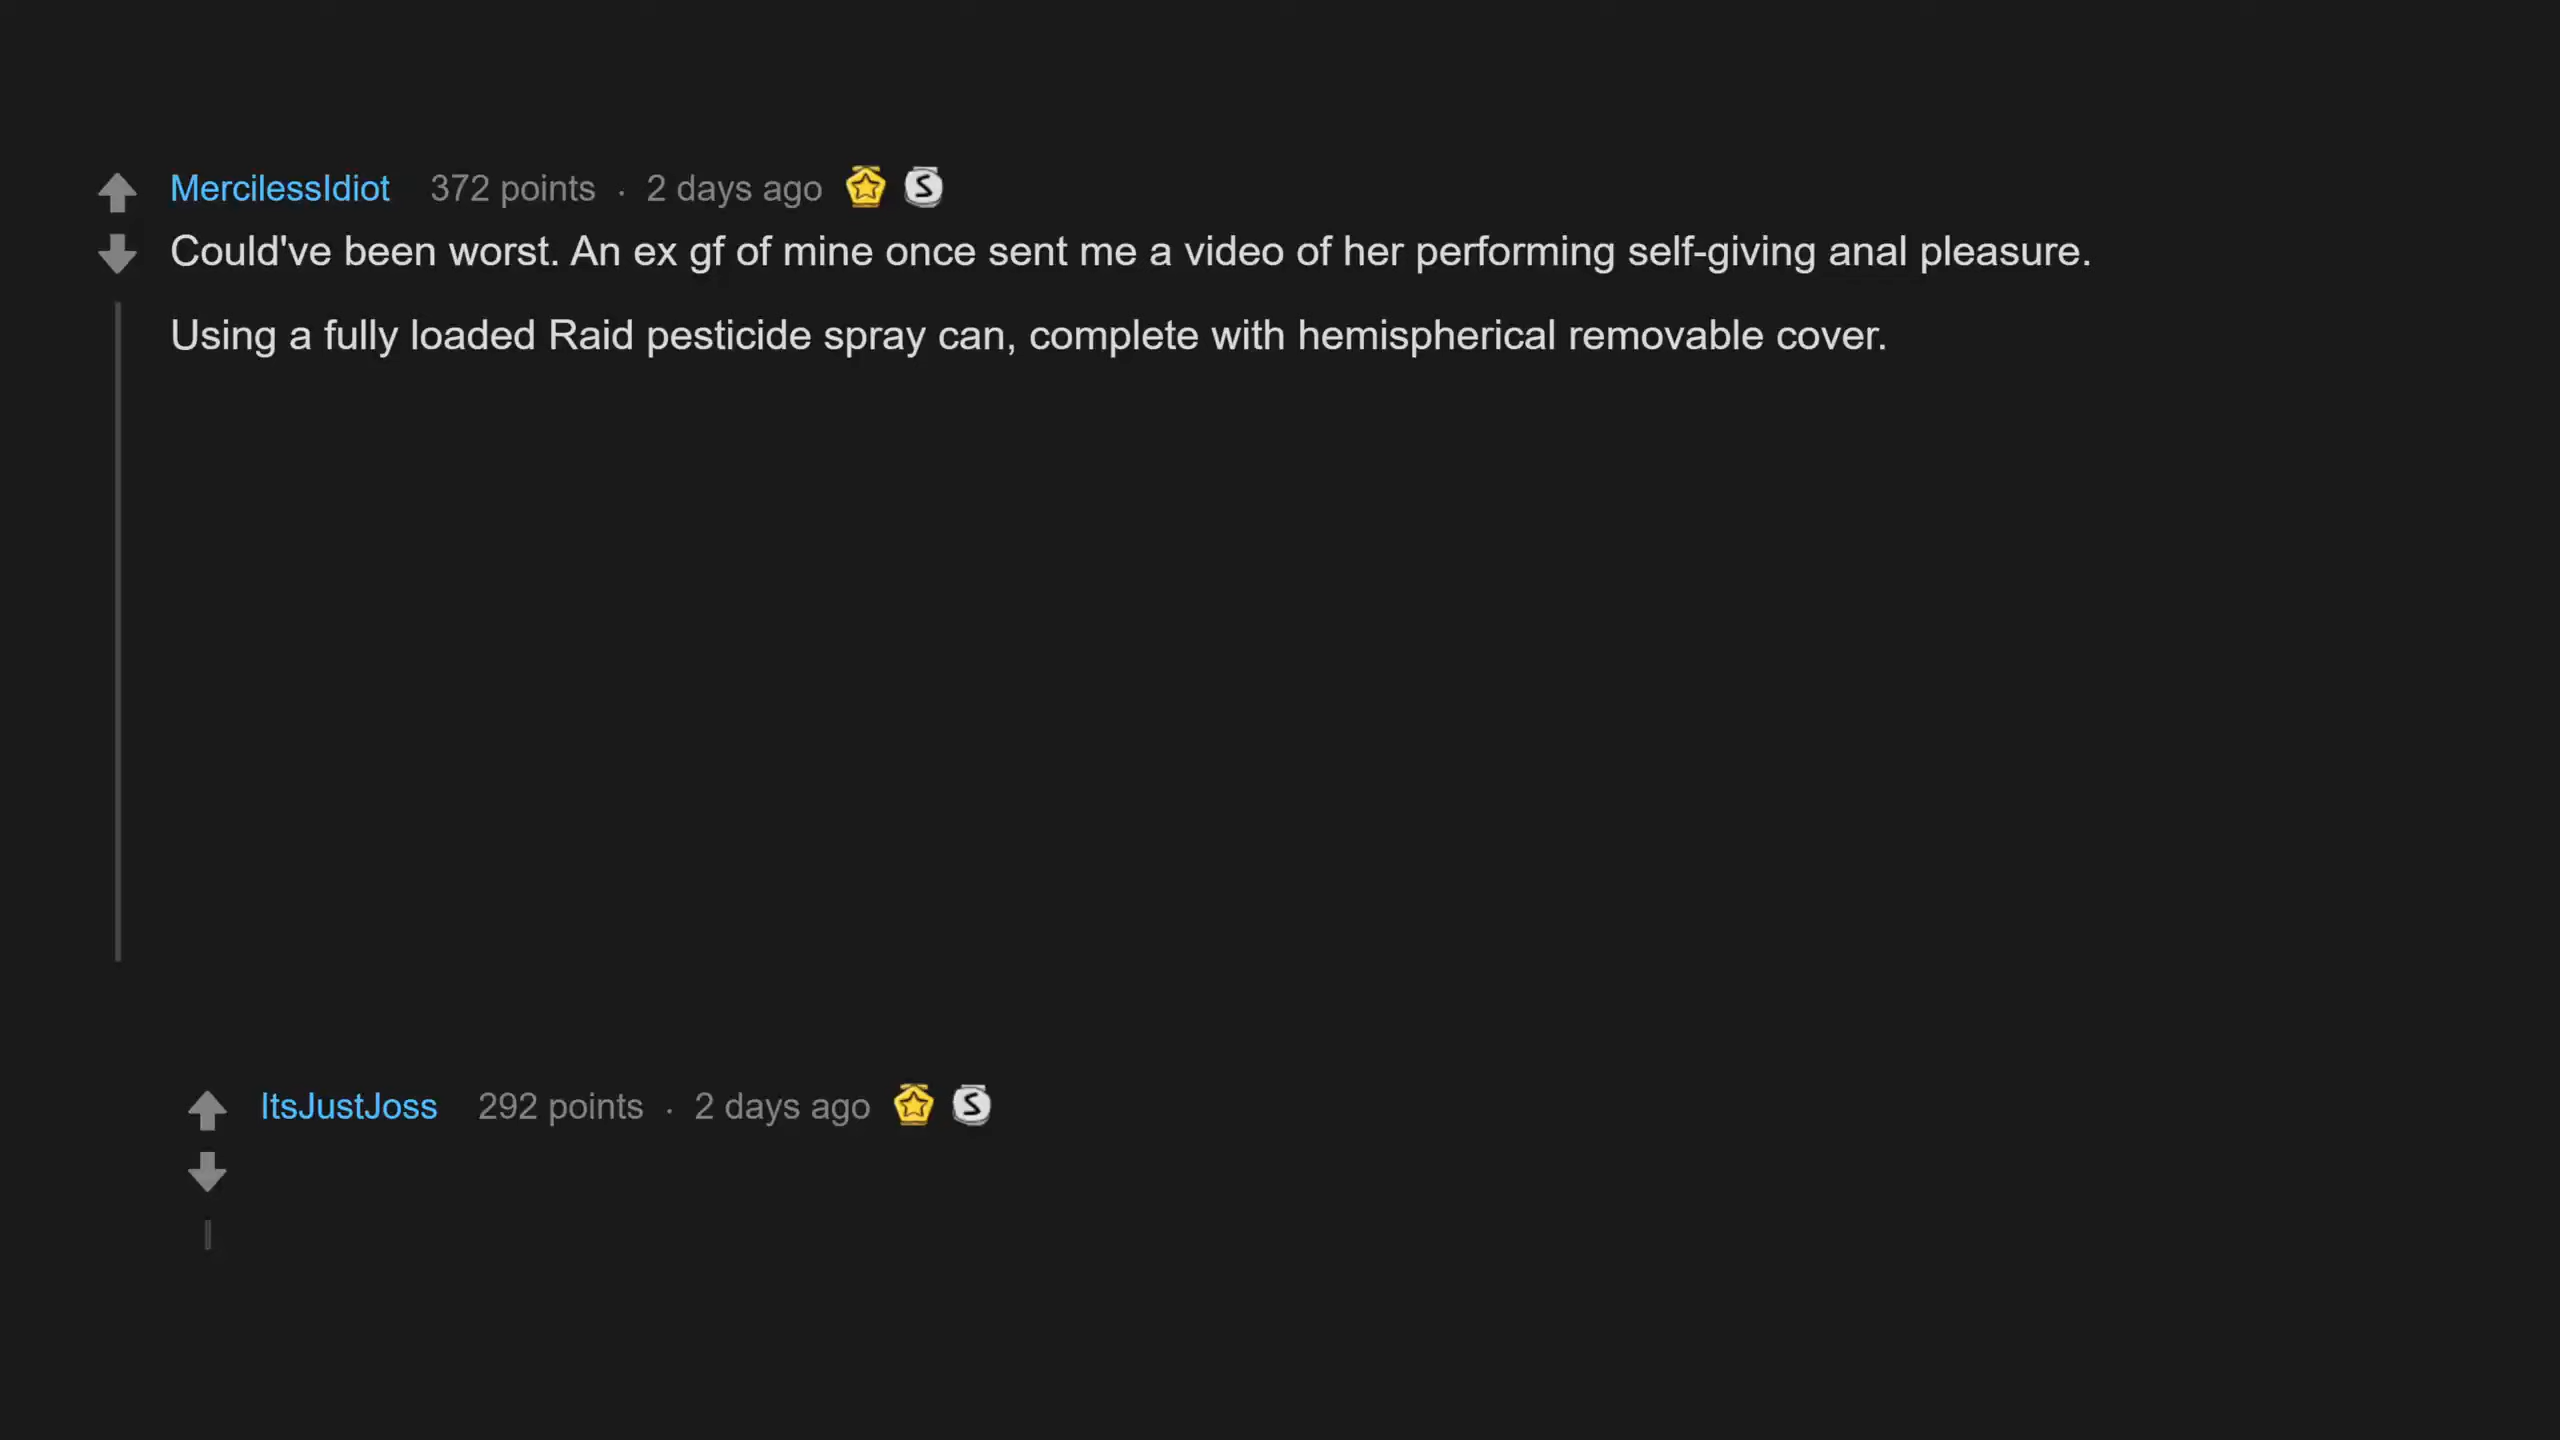 MercilessIdiot 372 points · 2 days ago
Could've been worst. An ex gf of mine once sent me a video of her performing self-giving anal pleasure.
Using a fully loaded Raid pesticide spray can, complete with hemispherical removable cover.
ItsJustJoss 292 points · 2 days ago